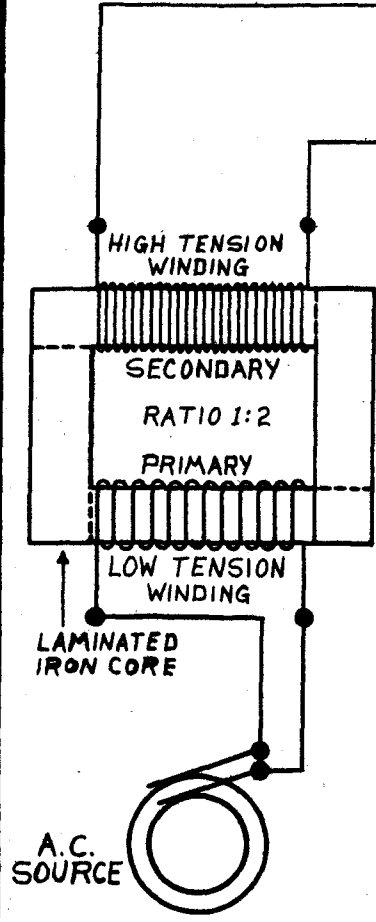 HIGH TENSION
WINDING
SECONDARY
RATIO 1:2
PRIMARY
LOW TENSION
WINDING
LAMINATED
IRON CORE
A.C.
SOURCE